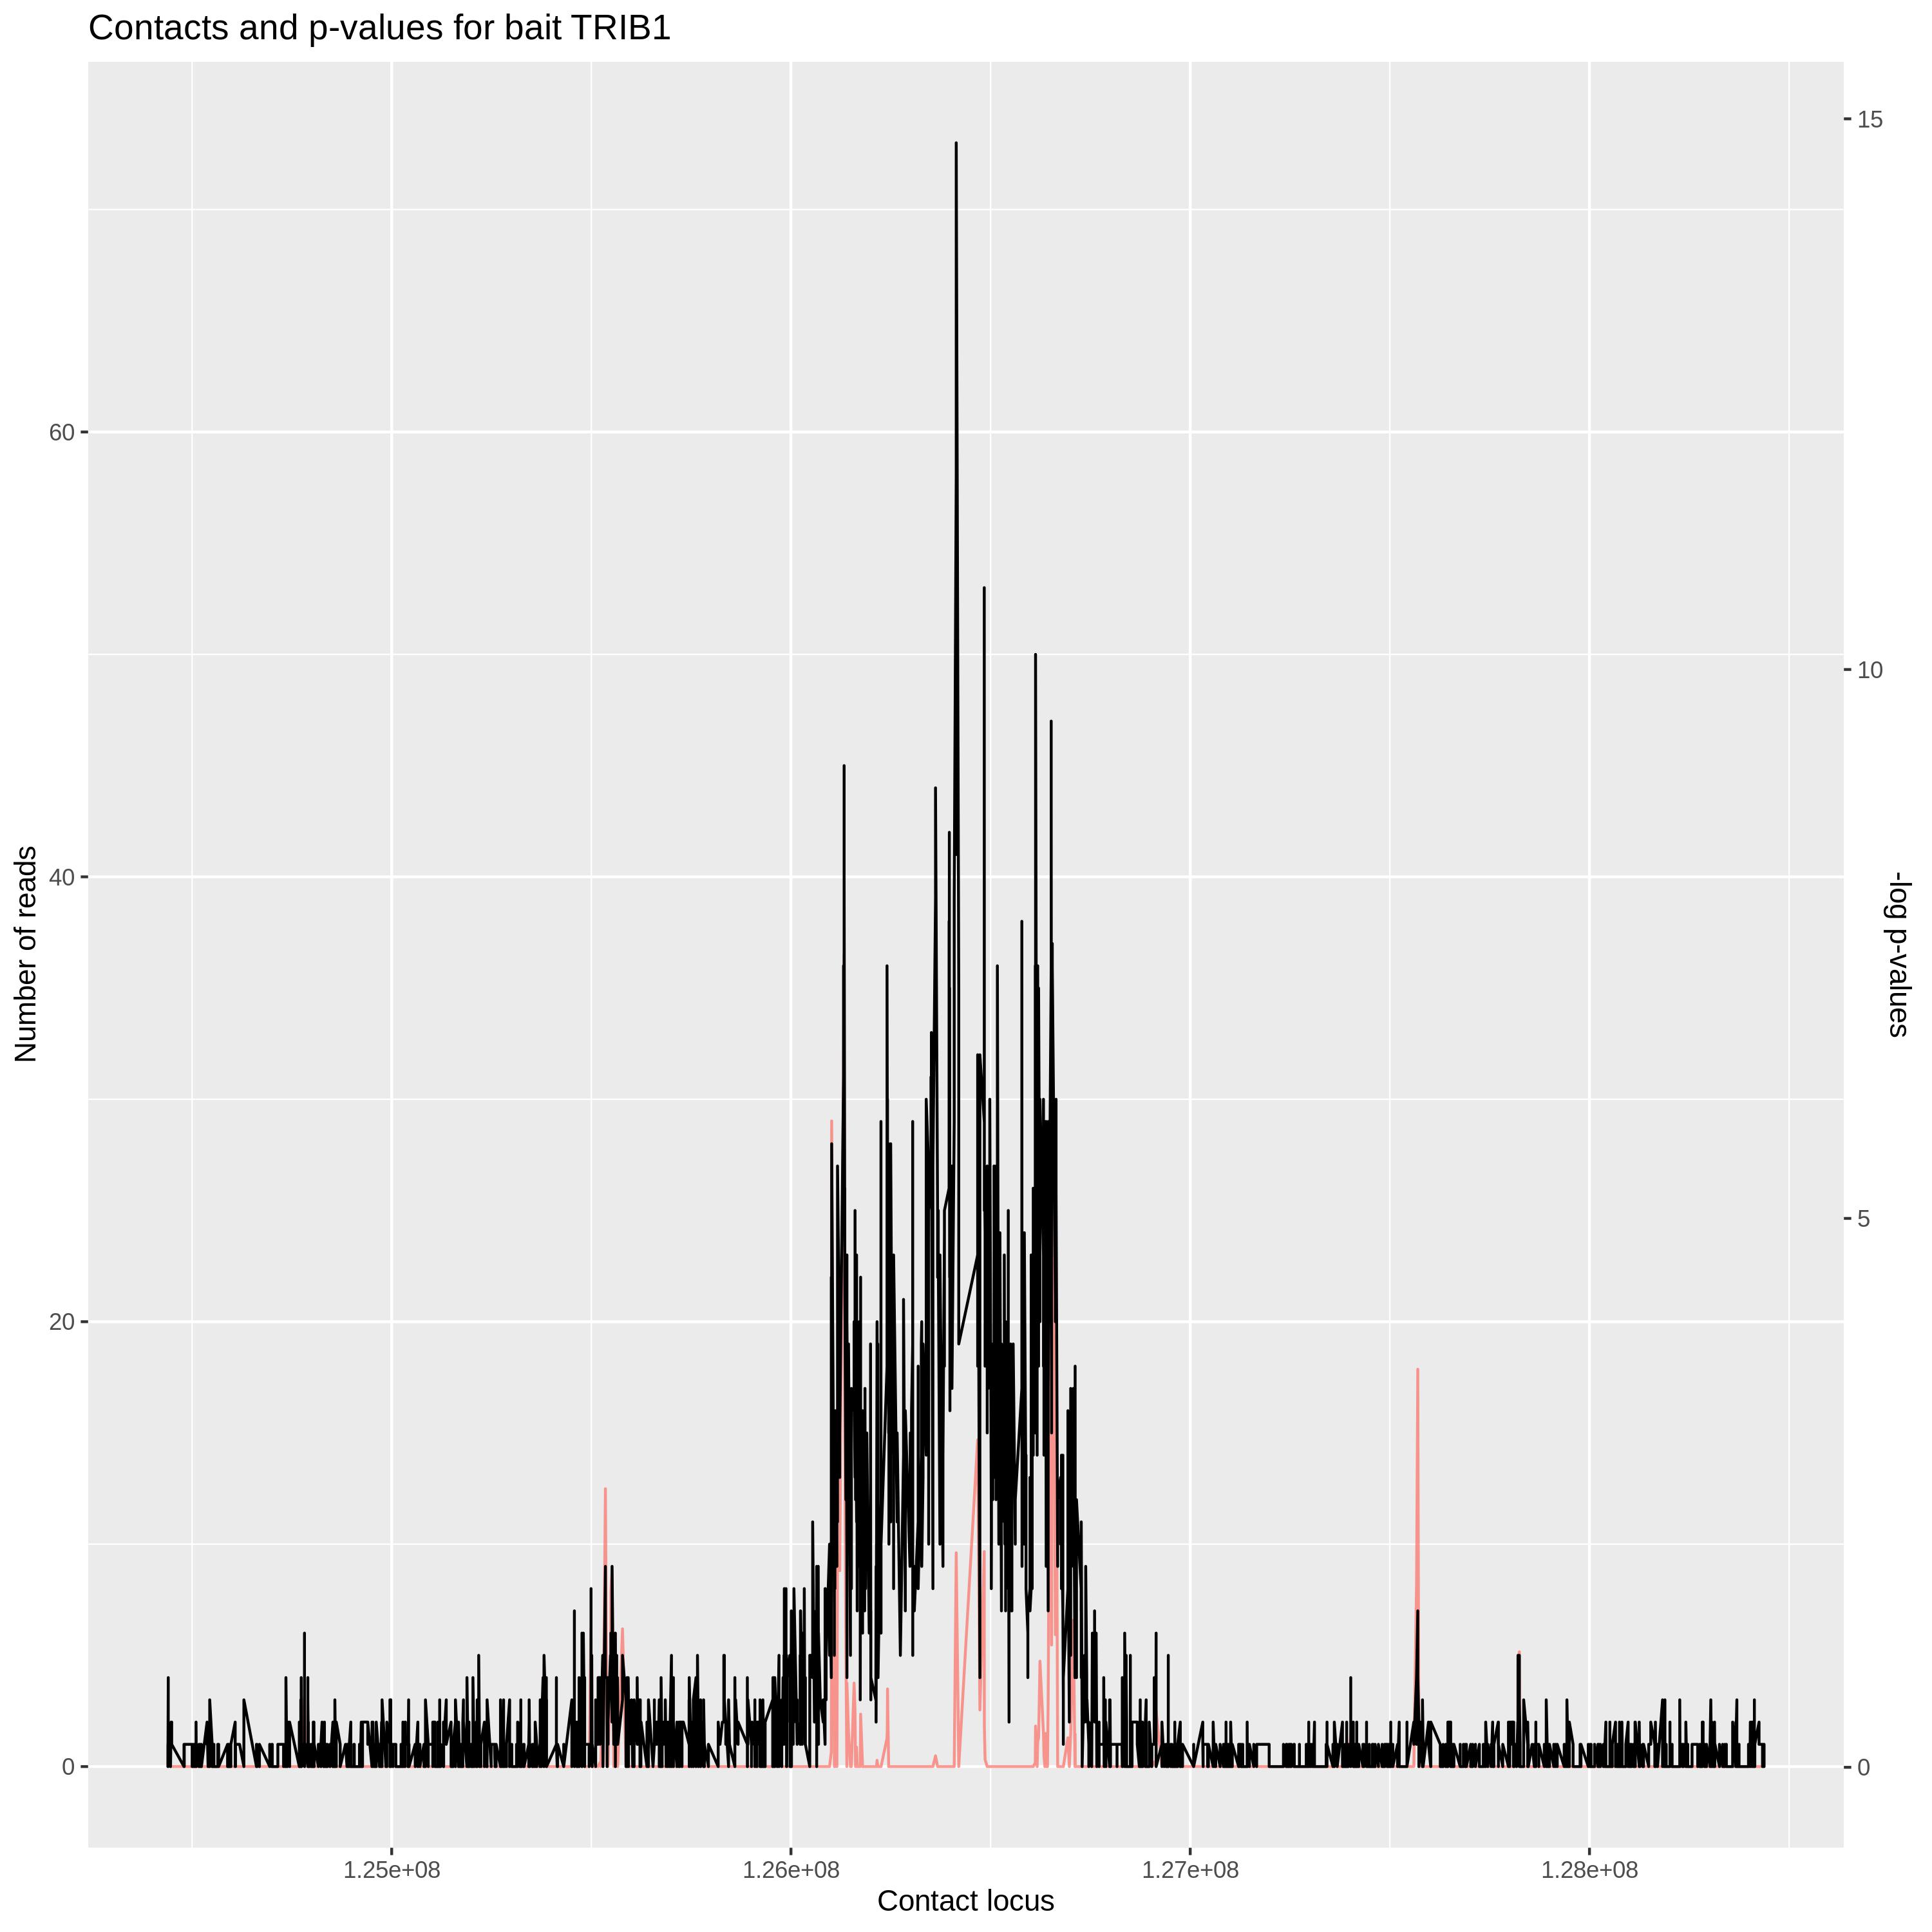 Contacts and p-values for bait TRIB1
15
60
10
40
Number of reads
-log p-values
5
20
0
0
1.25e+08
1.26e+08
1.27e+08
1.28e+08
Contact locus